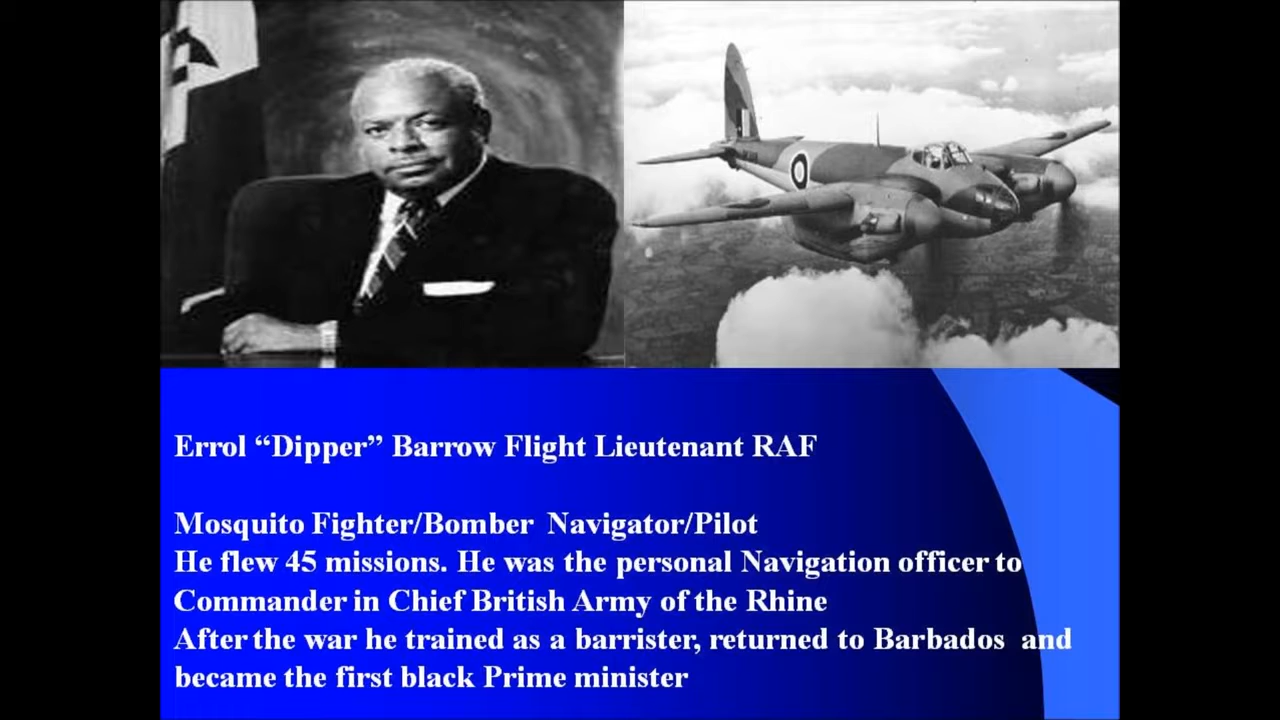 Errol “Dipper” Barrow Flight Lieutenant RAF
Mosquito Fighter/Bomber Navigator/Pilot
He flew 45 missions. He was the personal Navigation officer to
Commander in Chief British Army of the Rhine
After the war he trained as a barrister, returned to Barbados and
became the first black Prime minister